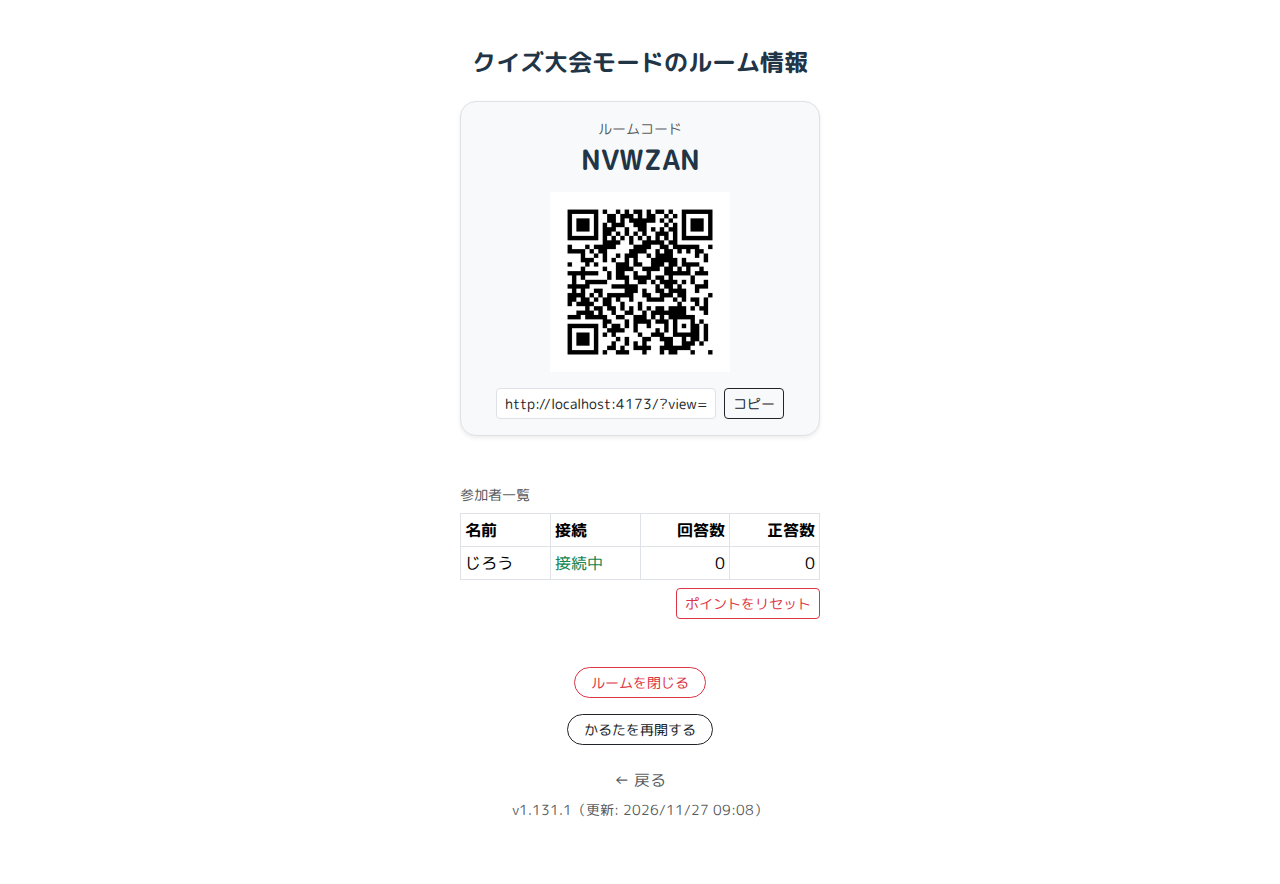 クイズ大会モードのルーム情報
ルームコード
NVWZAN
http://localhost:4173/?view=
コピー
参加者一覧
名前 接続 回答数 正答数
じろう 接続中 0 0
ポイントをリセット
ルームを閉じる
かるたを再開する
← 戻る
v1.131.1（更新: 2026/11/27 09:08）